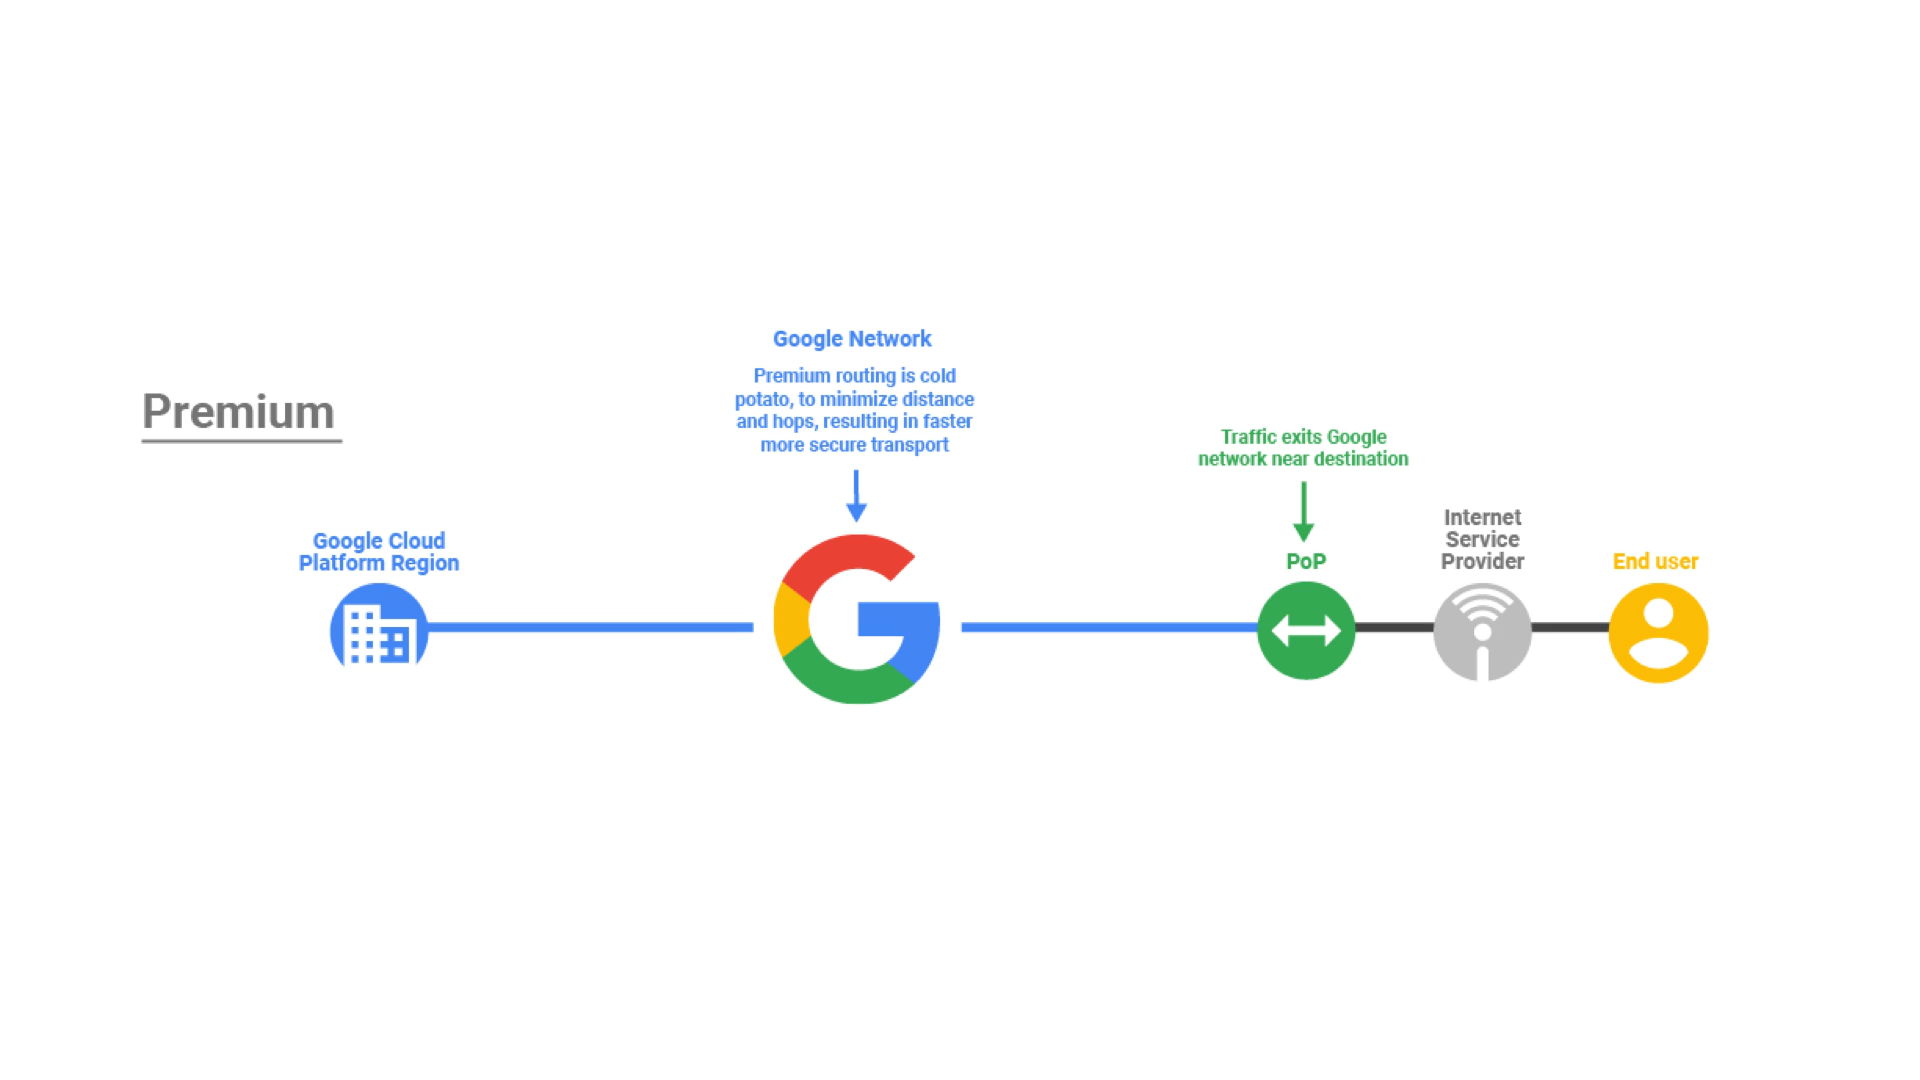 Premium
Google Network
Premium routing is cold
potato, to minimize distance
and hops, resulting in faster
more secure transport
Traffic exits Google
network near destination
Google Cloud
Platform Region
PoP
Internet
Service
Provider
End user